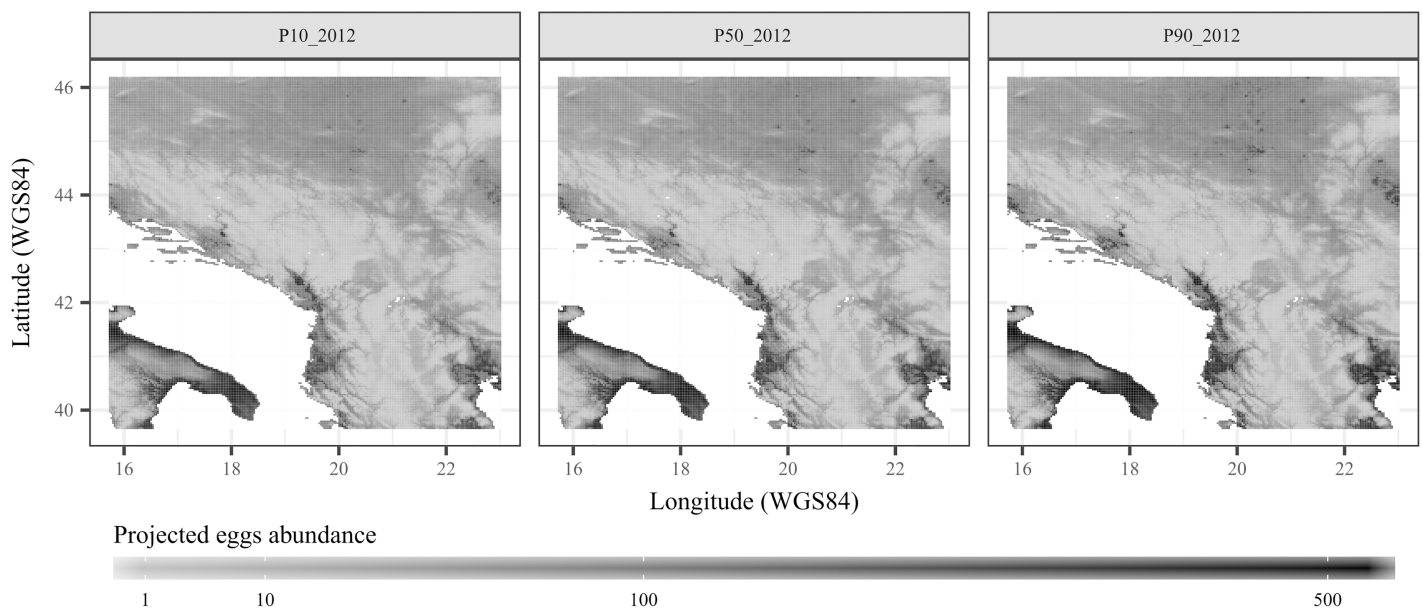 P10_2012 P50_2012 P90_2012
46
44
42
40
Latitude (WGS84)
16 18 20 22 16 18 20 22 16 18 20 22
Longitude (WGS84)
Projected eggs abundance
1 10 100 500